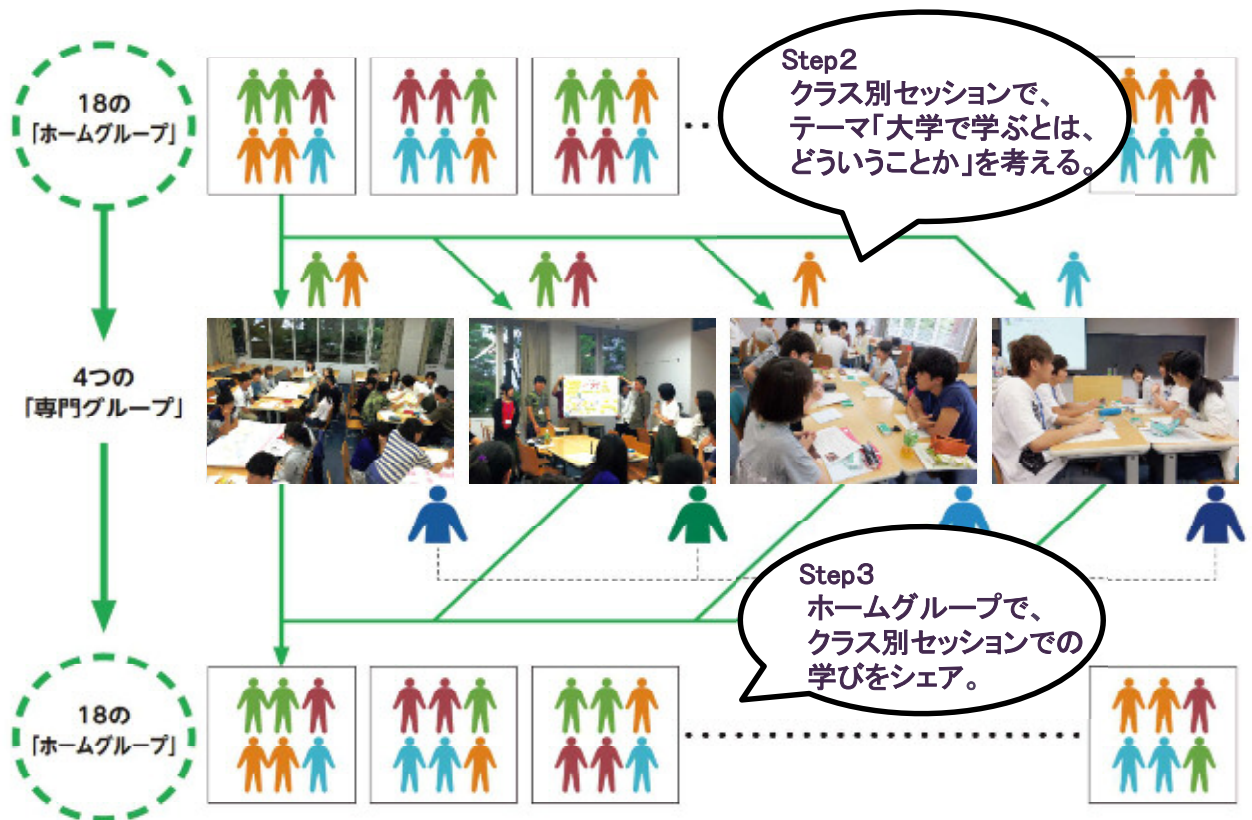 18の
「ホームグループ」
Step2
クラス別セッションで、
テーマ「大学で学ぶとは、
どういうことか」を考える。
4つの
「専門グループ」
Step3
ホームグループで、
クラス別セッションでの
学びをシェア。
18の
「ホームグループ」